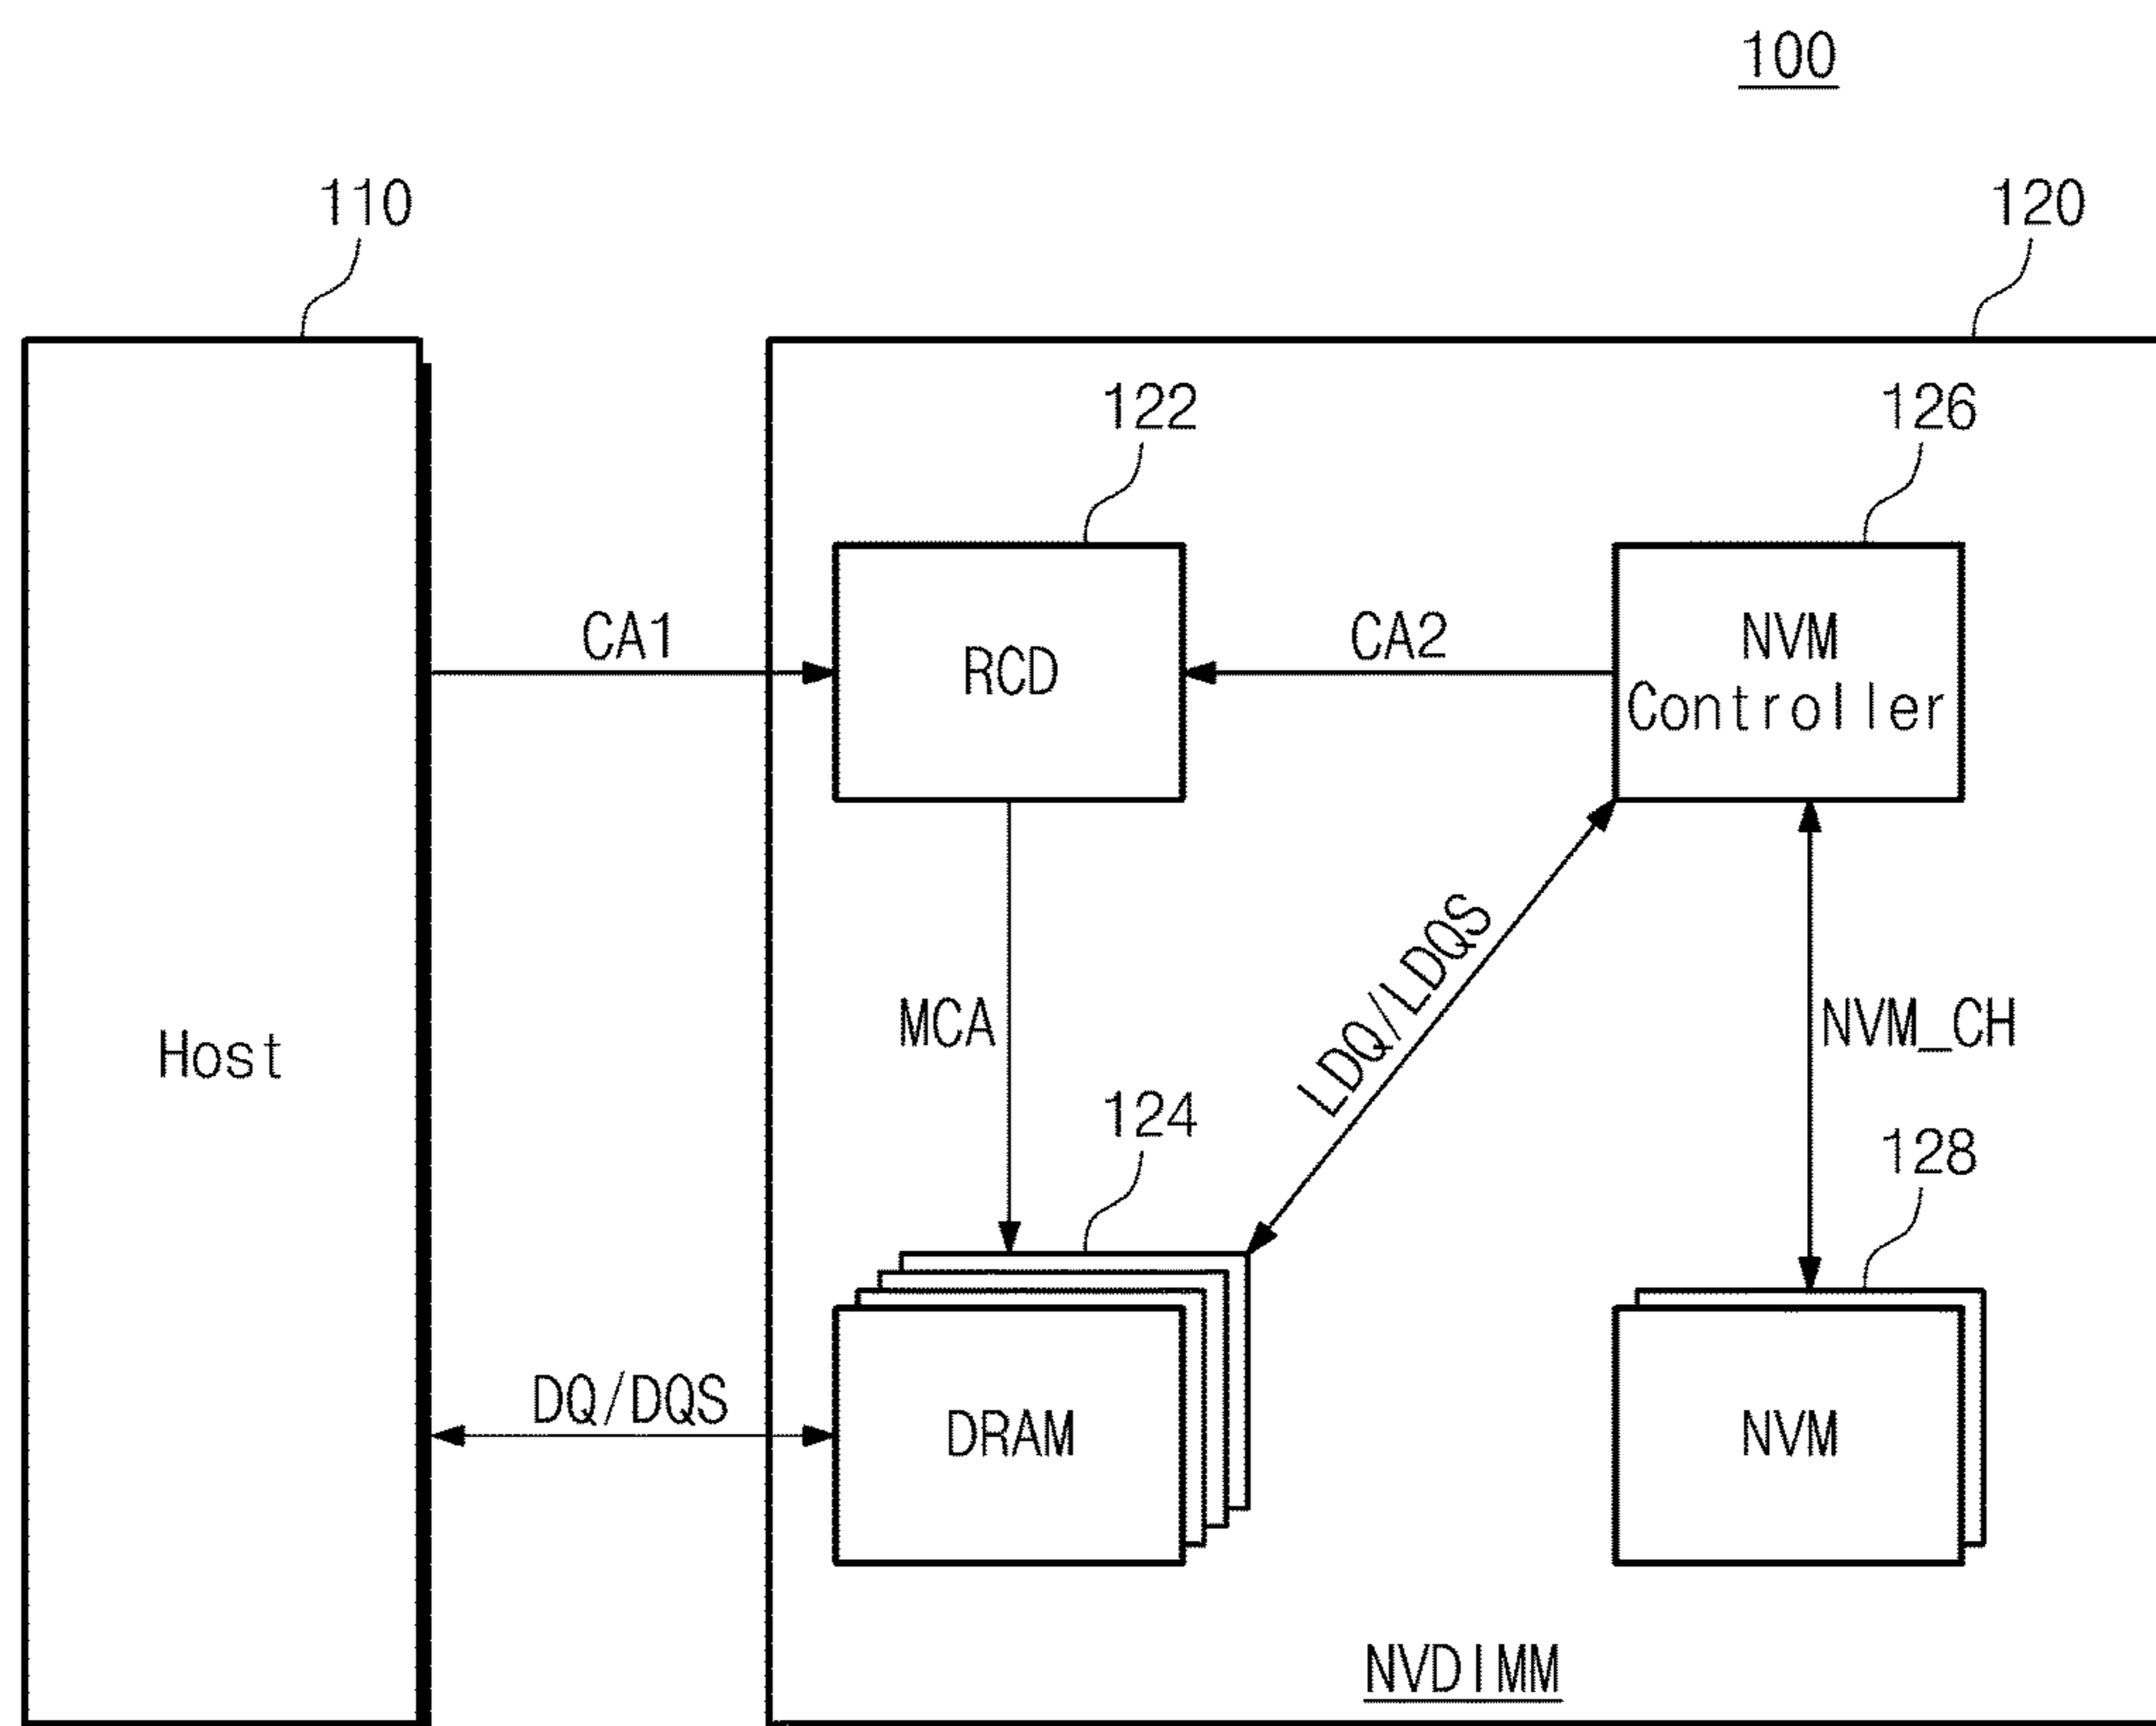 100
110
120
122
126
CA1
RCD
CA2
NVM
Controller
MCA
LDQ/LDQS
NVM_CH
Host
124
128
DQ/DQS
DRAM
NVM
NVDIMM